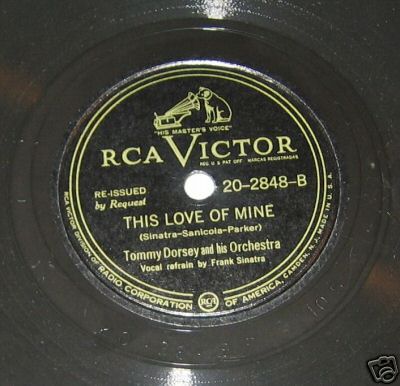 "HIS MASTER'S VOICE"
RCA VICTOR
REG. U S PAT OFF MARCAS REGISTRADAS
RE-ISSUED
by Request
20-2848-B
THIS LOVE OF MINE
(Sinatra-Sanicola-Parker)
Tommy Dorsey and his Orchestra
Vocal refrain by Frank Sinatra
RCA VICTOR DIVISION OF RADIO CORPORATION OF AMERICA, CAMDEN, N. J. MADE IN U.S.A.
RCA
ebY